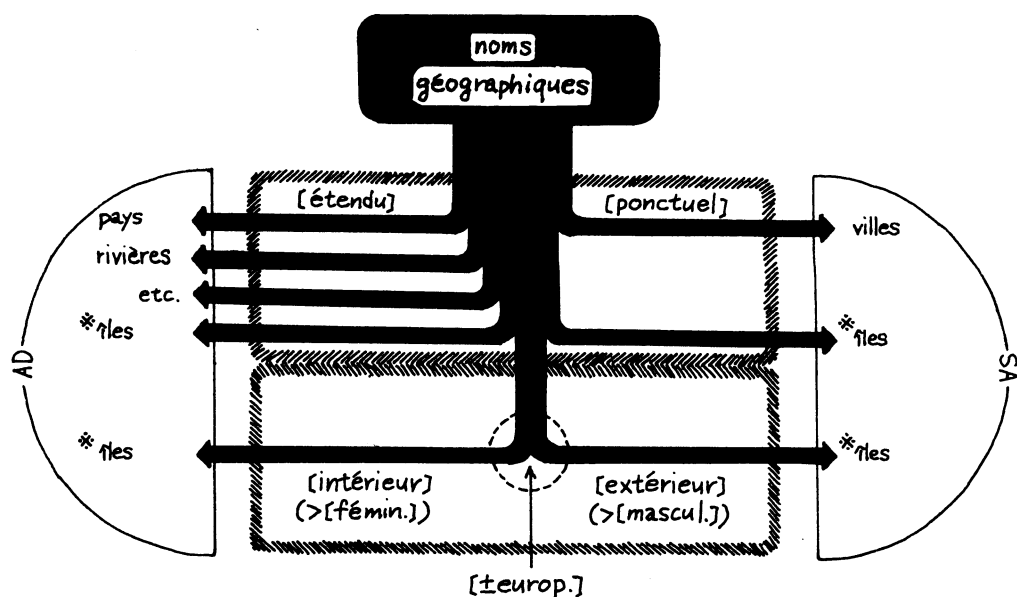 noms
géographiques
[étendu]
[ponctuel]
pays
villes
rivières
etc.
※îles
※îles
AD
SA
※îles
※îles
[intérieur]
(>[fémin.])
[extérieur]
(>[mascul.])
[±europ.]